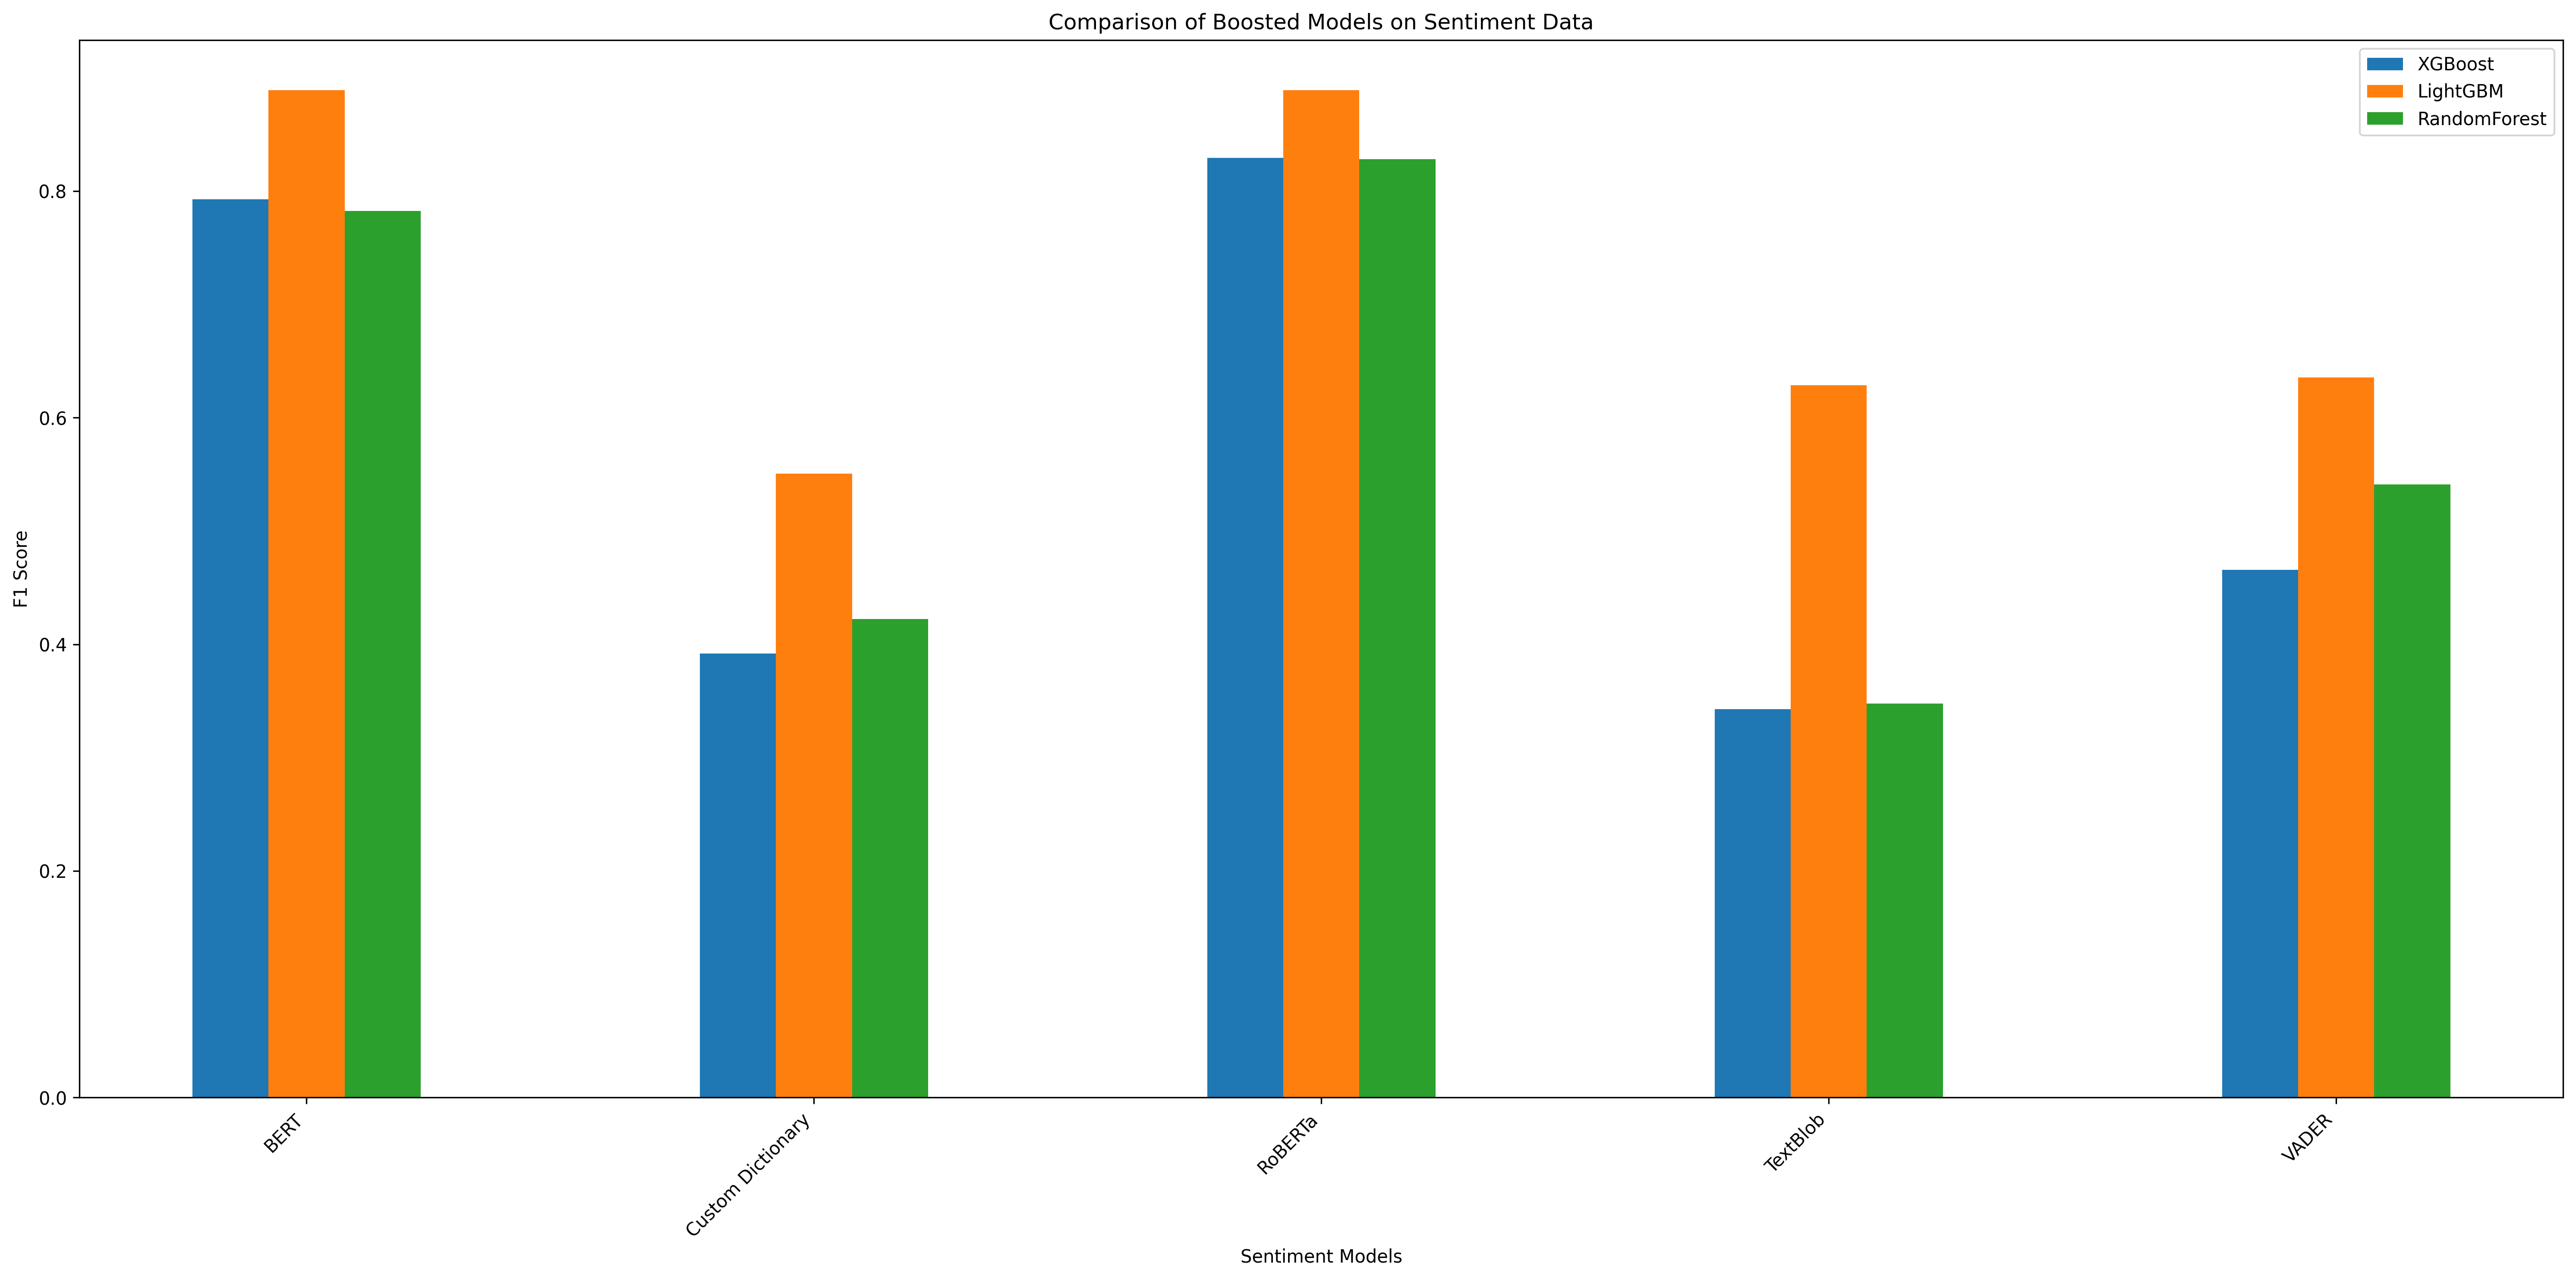 Comparison of Boosted Models on Sentiment Data
XGBoost
LightGBM
RandomForest
F1 Score
0.8
0.6
0.4
0.2
0.0
BERT
Custom Dictionary
RoBERTa
TextBlob
VADER
Sentiment Models